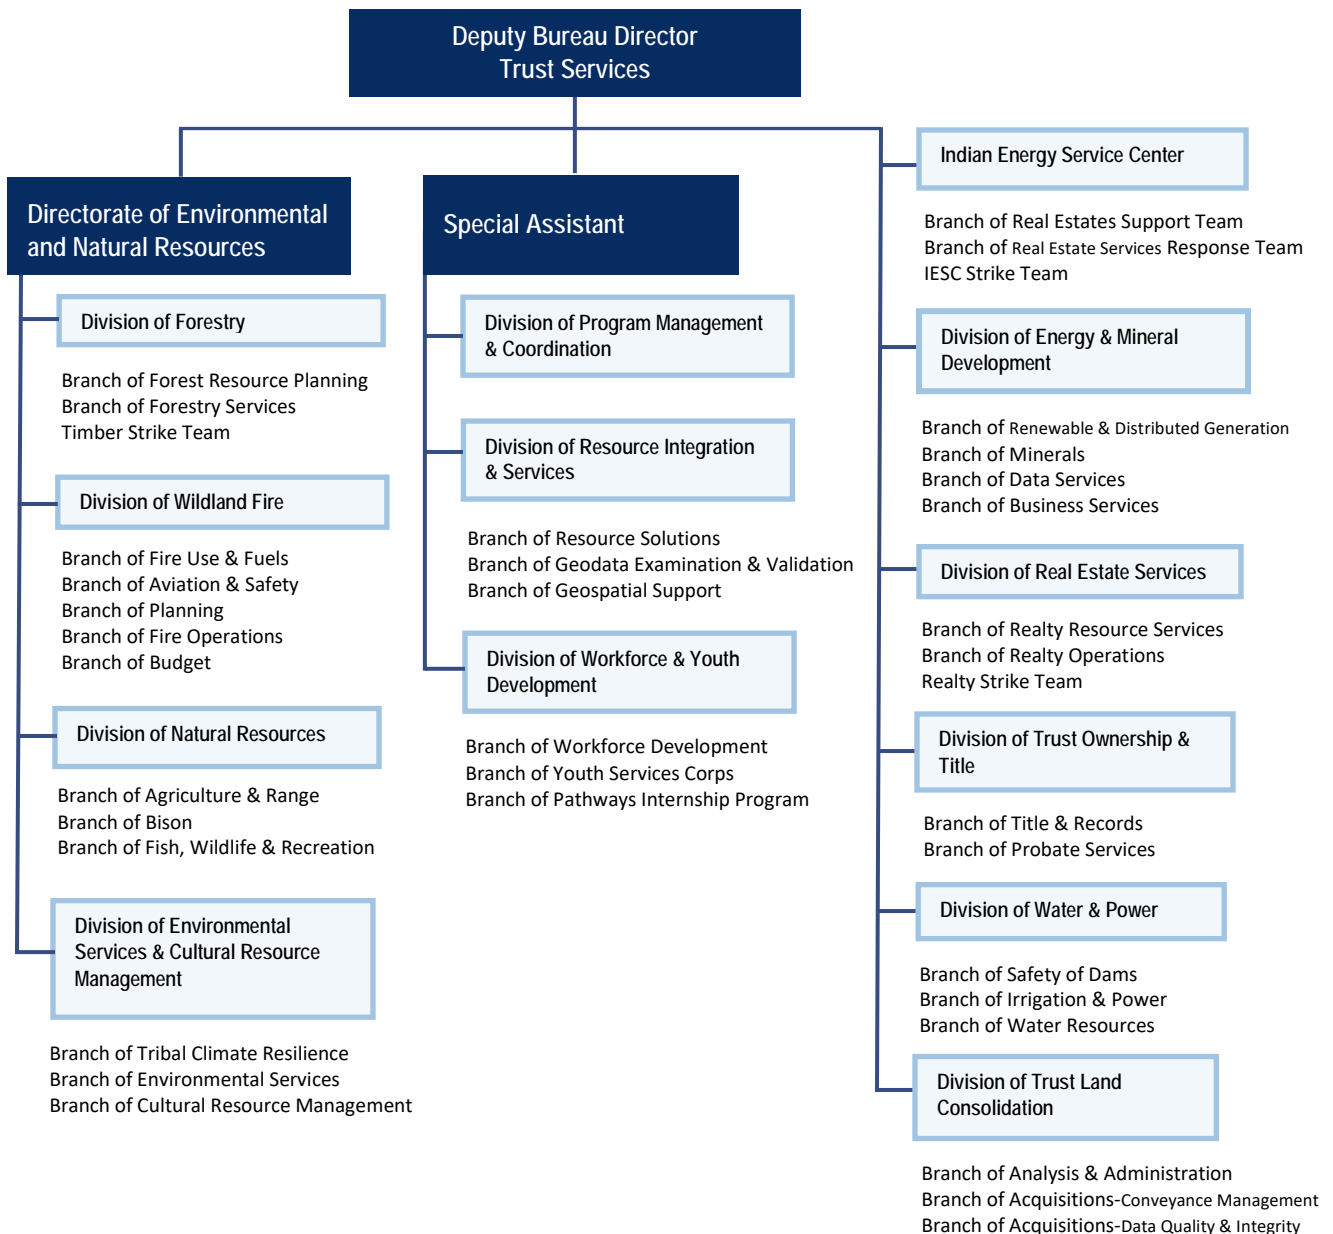 Deputy Bureau Director
Trust Services
Directorate of Environmental
and Natural Resources
Division of Forestry
Branch of Forest Resource Planning
Branch of Forestry Services
Timber Strike Team
Division of Wildland Fire
Branch of Fire Use & Fuels
Branch of Aviation & Safety
Branch of Planning
Branch of Fire Operations
Branch of Budget
Division of Natural Resources
Branch of Agriculture & Range
Branch of Bison
Branch of Fish, Wildlife & Recreation
Division of Environmental
Services & Cultural Resource
Management
Branch of Tribal Climate Resilience
Branch of Environmental Services
Branch of Cultural Resource Management
Special Assistant
Division of Program Management
& Coordination
Division of Resource Integration
& Services
Branch of Resource Solutions
Branch of Geodata Examination & Validation
Branch of Geospatial Support
Division of Workforce & Youth
Development
Branch of Workforce Development
Branch of Youth Services Corps
Branch of Pathways Internship Program
Indian Energy Service Center
Branch of Real Estates Support Team
Branch of Real Estate Services Response Team
IESC Strike Team
Division of Energy & Mineral
Development
Branch of Renewable & Distributed Generation
Branch of Minerals
Branch of Data Services
Branch of Business Services
Division of Real Estate Services
Branch of Realty Resource Services
Branch of Realty Operations
Realty Strike Team
Division of Trust Ownership &
Title
Branch of Title & Records
Branch of Probate Services
Division of Water & Power
Branch of Safety of Dams
Branch of Irrigation & Power
Branch of Water Resources
Division of Trust Land
Consolidation
Branch of Analysis & Administration
Branch of Acquisitions-Conveyance Management
Branch of Acquisitions-Data Quality & Integrity